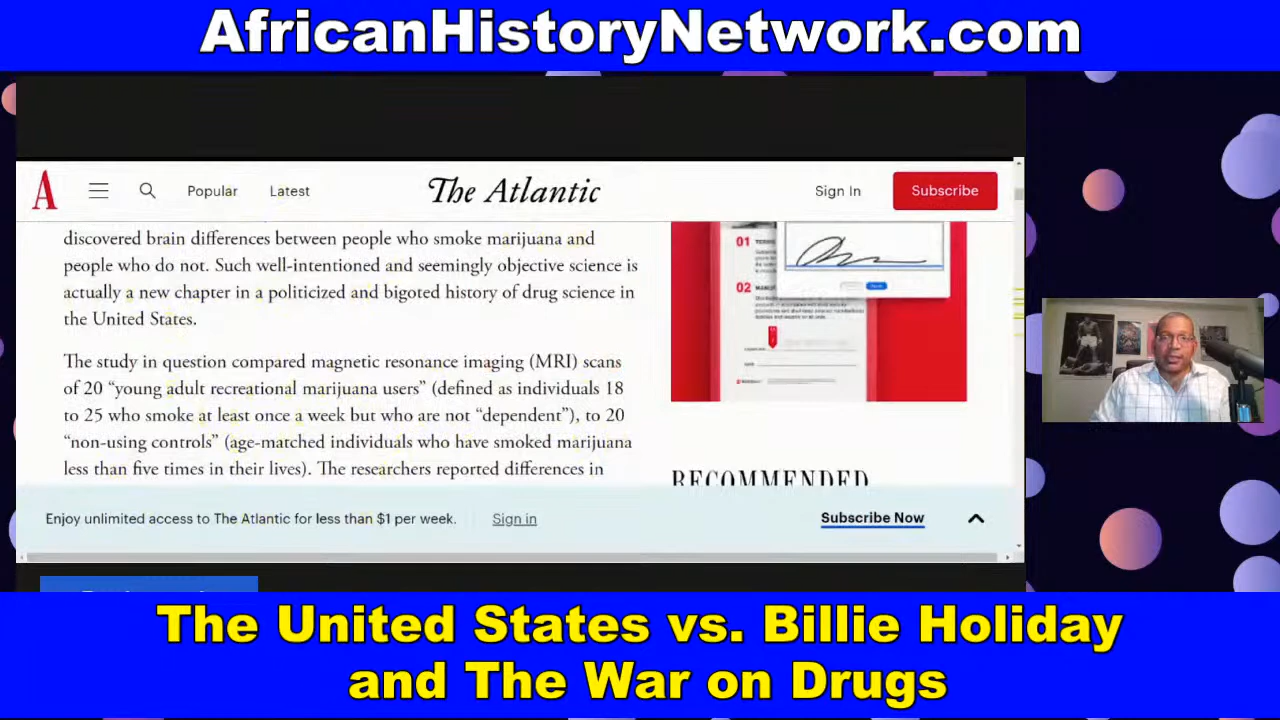 AfricanHistoryNetwork.com
A
Popular
Latest
The Atlantic
Sign In
Subscribe
discovered brain differences between people who smoke marijuana and
people who do not. Such well-intentioned and seemingly objective science is
actually a new chapter in a politicized and bigoted history of drug science in
the United States.
The study in question compared magnetic resonance imaging (MRI) scans
of 20 “young adult recreational marijuana users” (defined as individuals 18
to 25 who smoke at least once a week but who are not “dependent”), to 20
“non-using controls” (age-matched individuals who have smoked marijuana
less than five times in their lives). The researchers reported differences in
01
02
RECOMMENDED
Enjoy unlimited access to The Atlantic for less than $1 per week.
Sign in
Subscribe Now
The United States vs. Billie Holiday
and The War on Drugs